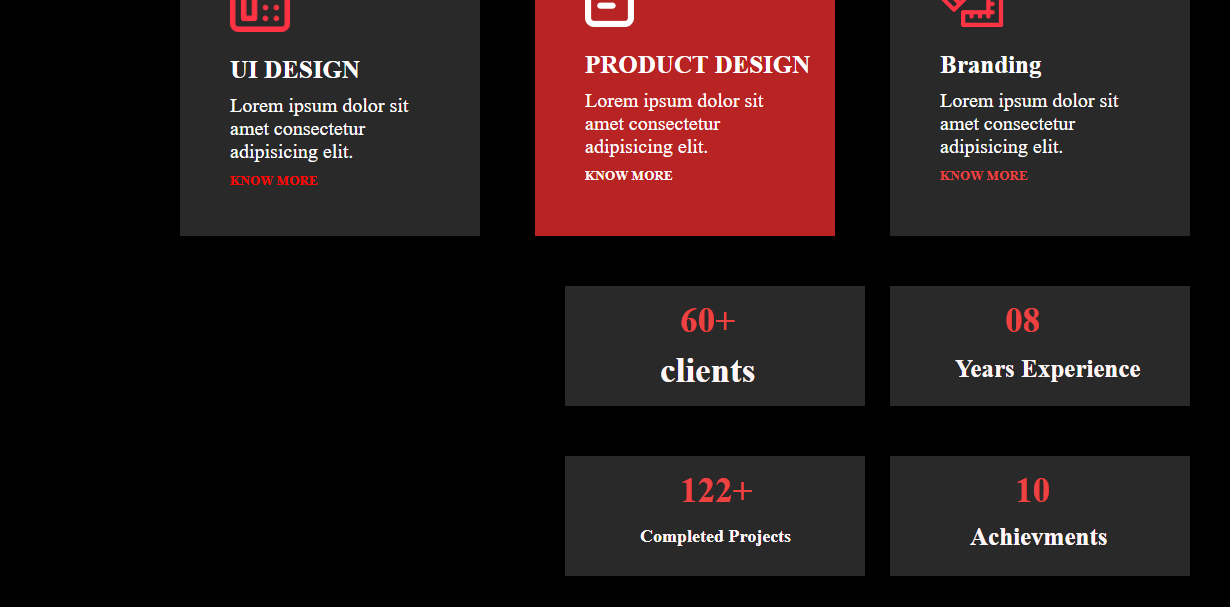 UI DESIGN
Lorem ipsum dolor sit
amet consectetur
adipisicing elit.
KNOW MORE
PRODUCT DESIGN
Lorem ipsum dolor sit
amet consectetur
adipisicing elit.
KNOW MORE
Branding
Lorem ipsum dolor sit
amet consectetur
adipisicing elit.
KNOW MORE
60+
clients
08
Years Experience
122+
Completed Projects
10
Achievments